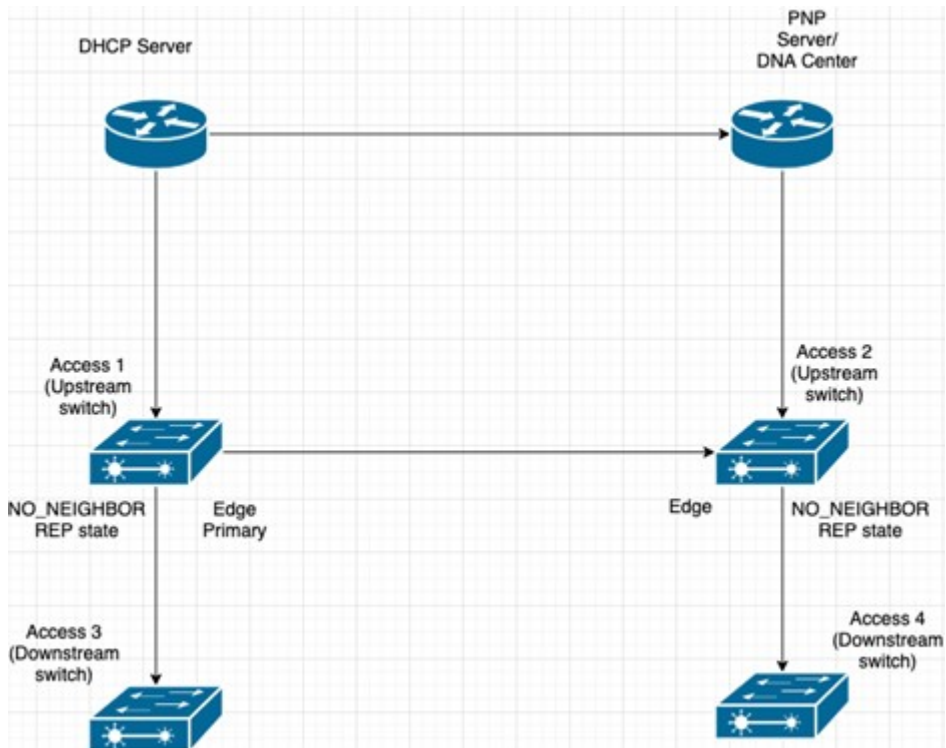 DHCP Server
PNP
Server/
DNA Center
Access 1
(Upstream
switch)
Access 2
(Upstream
switch)
NO_NEIGHBOR
REP state
Edge
Primary
Edge
NO_NEIGHBOR
REP state
Access 3
(Downstream
switch)
Access 4
(Downstream
switch)